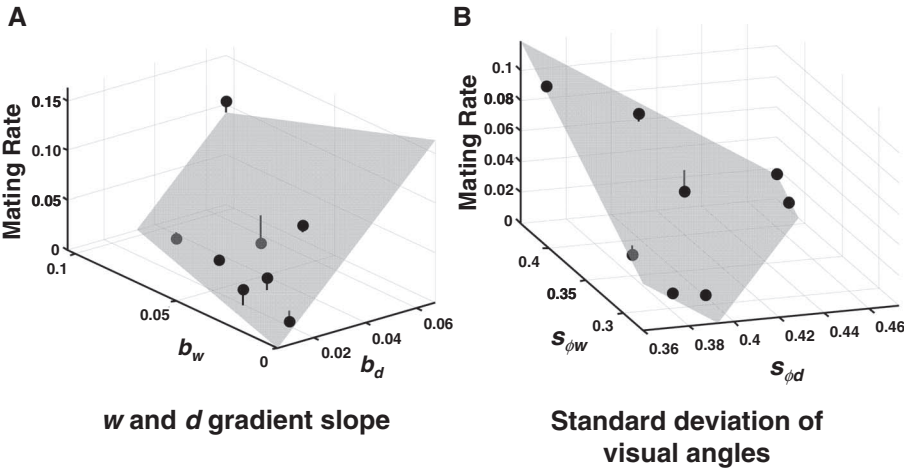 A
Mating Rate
0.15
0.10
0.05
0
0.1
0.05
0
b_w
0.02
0.04
0.06
b_d
w and d gradient slope
B
Mating Rate
0.1
0.08
0.06
0.04
0.02
0
0.4
0.35
0.3
s_ϕw
0.36
0.38
0.4
0.42
0.44
0.46
s_ϕd
Standard deviation of
visual angles